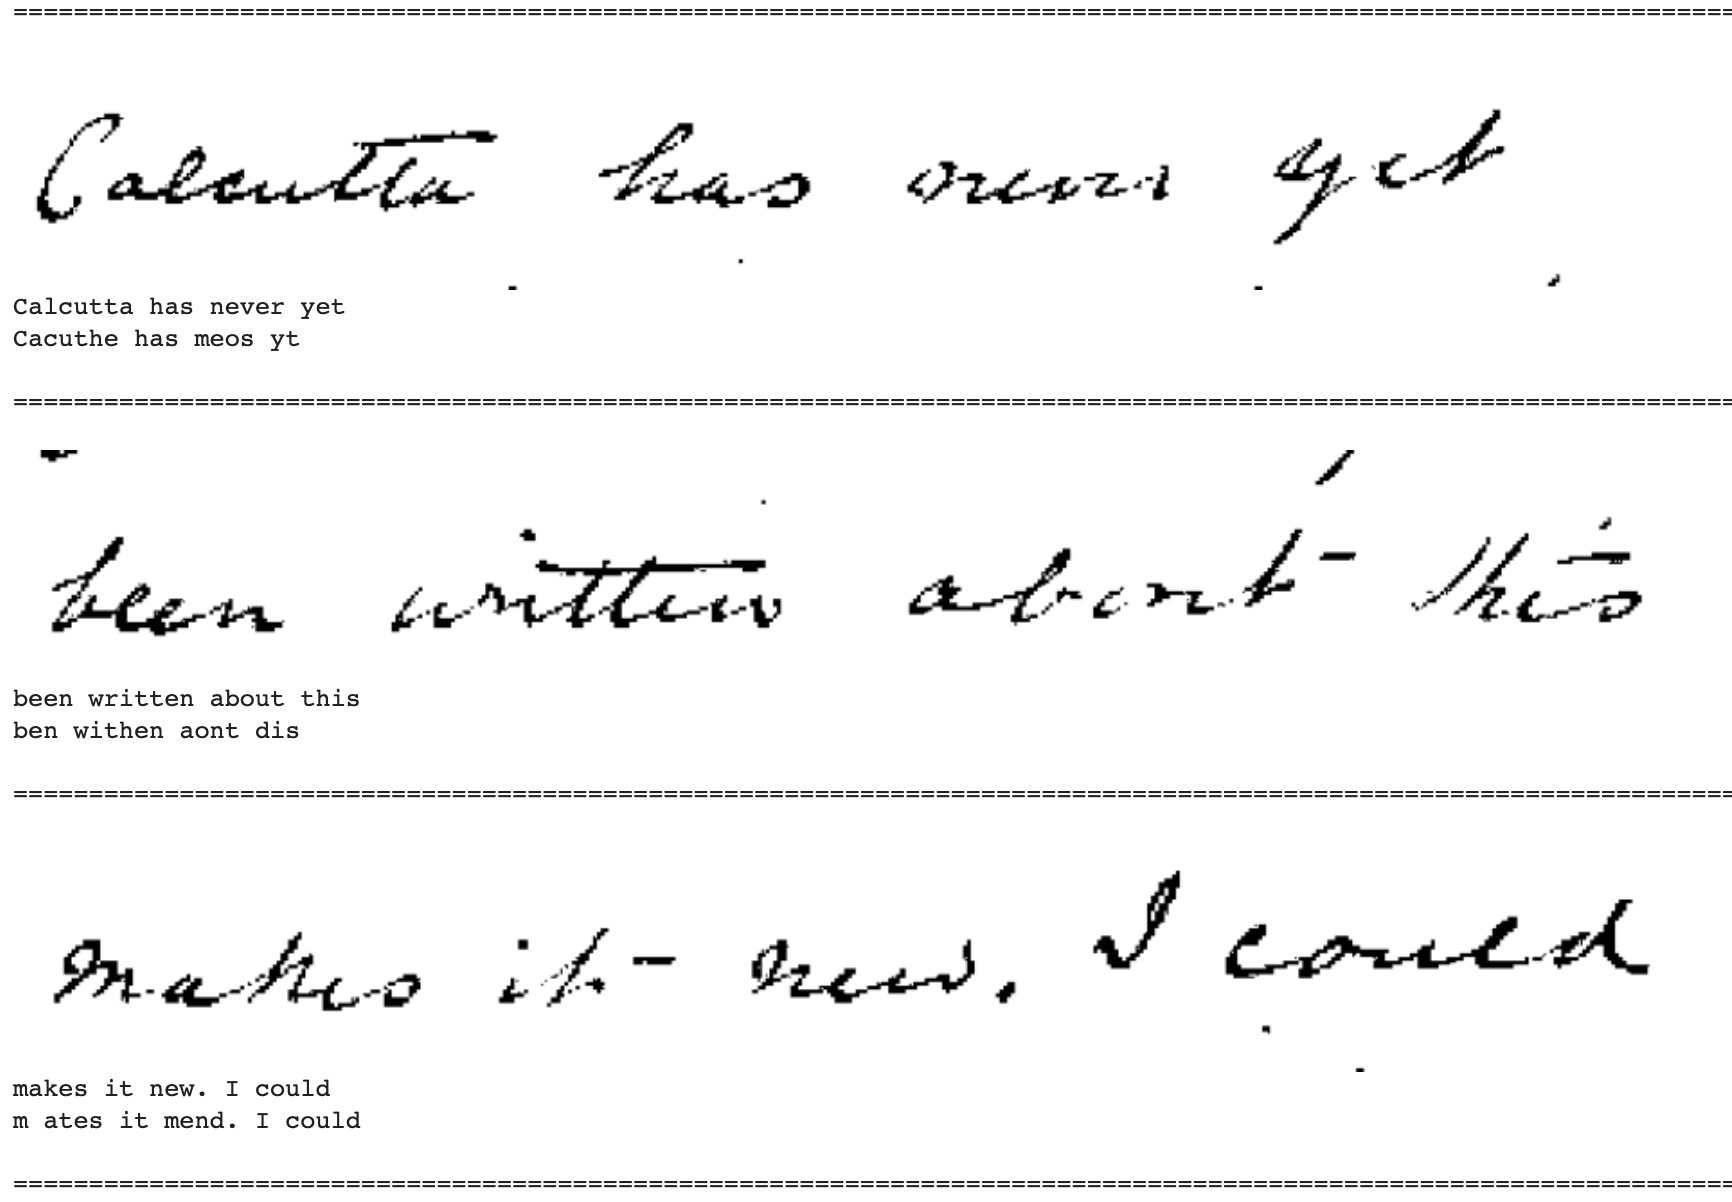 Calcutta has never yet
Calcutta has never yet
Cacuthe has meos yt
been written about this
been written about this
ben withen aont dis
makes it new. I could
makes it new. I could
m ates it mend. I could